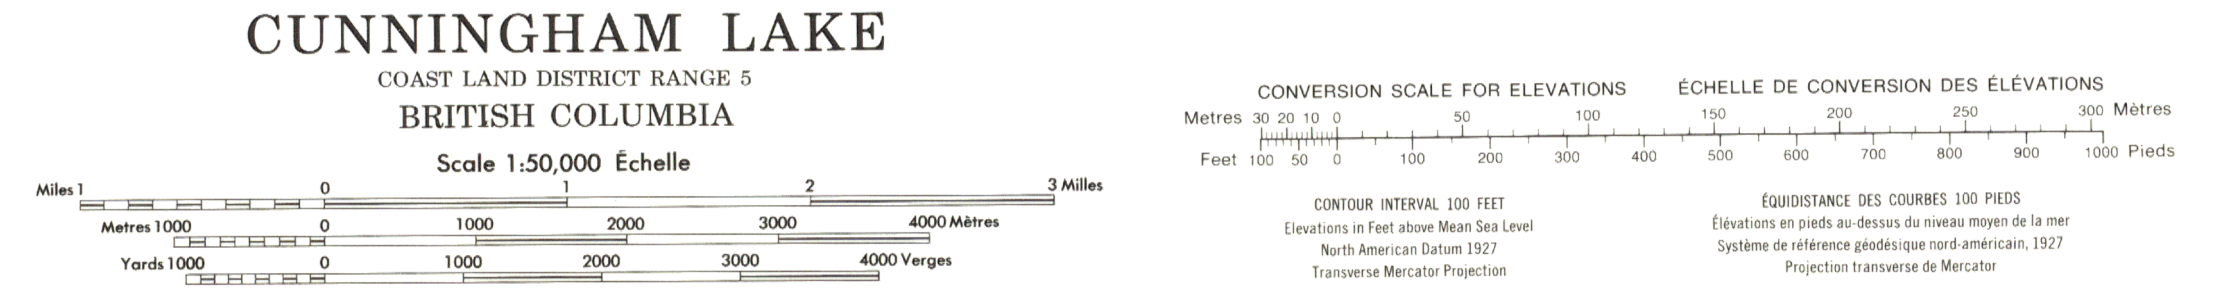 CUNNINGHAM LAKE
COAST LAND DISTRICT RANGE 5
BRITISH COLUMBIA
Scale 1:50,000 Échelle
Miles 1 0 1 2 3 Milles
Metres 1000 0 1000 2000 3000 4000 Mètres
Yards 1000 0 1000 2000 3000 4000 Verges
CONVERSION SCALE FOR ELEVATIONS ÉCHELLE DE CONVERSION DES ÉLÉVATIONS
Metres 30 20 10 0 50 100 150 200 250 300 Mètres
Feet 100 50 0 100 200 300 400 500 600 700 800 900 1000 Pieds
CONTOUR INTERVAL 100 FEET
Elevations in Feet above Mean Sea Level
North American Datum 1927
Transverse Mercator Projection
ÉQUIDISTANCE DES COURBES 100 PIEDS
Élévations en pieds au-dessus du niveau moyen de la mer
Système de référence géodésique nord-américain, 1927
Projection transverse de Mercator